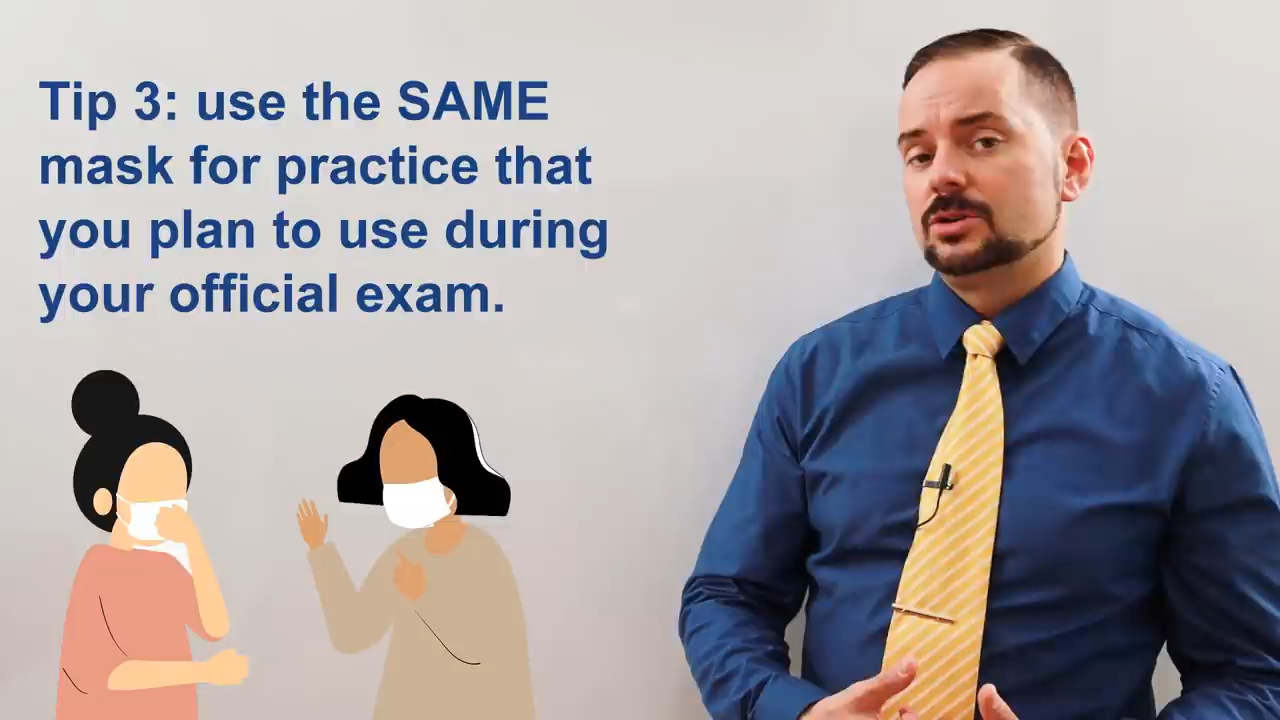 Tip 3: use the SAME
mask for practice that
you plan to use during
your official exam.